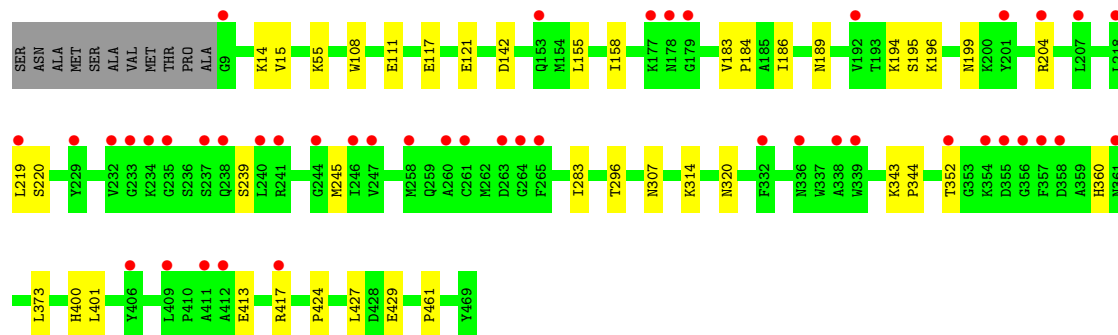 SER ASN ALA MET SER ALA VAL MET THR PRO ALA G9 K14 V15 K55 W108 E111 E117 E121 D142 Q153 M154 L155 I158 K177 N178 G179 V183 P184 A185 I186 N189 V192 T193 K194 S195 K196 N199 K200 Y201 R204 L207 L218
L219 S220 Y229 V232 G233 K234 G235 S236 S237 Q238 S239 L240 R241 G244 M245 I246 V247 M258 Q259 A260 C261 M262 D263 G264 F265 I283 T296 N307 K314 N320 F332 N336 W337 A338 W339 K343 P344 T352 G353 K354 D355 G356 F357 D358 A359 H360 N361
L373 H400 L401 Y406 L409 P410 A411 A412 E413 R417 P424 L427 D428 E429 P461 Y469